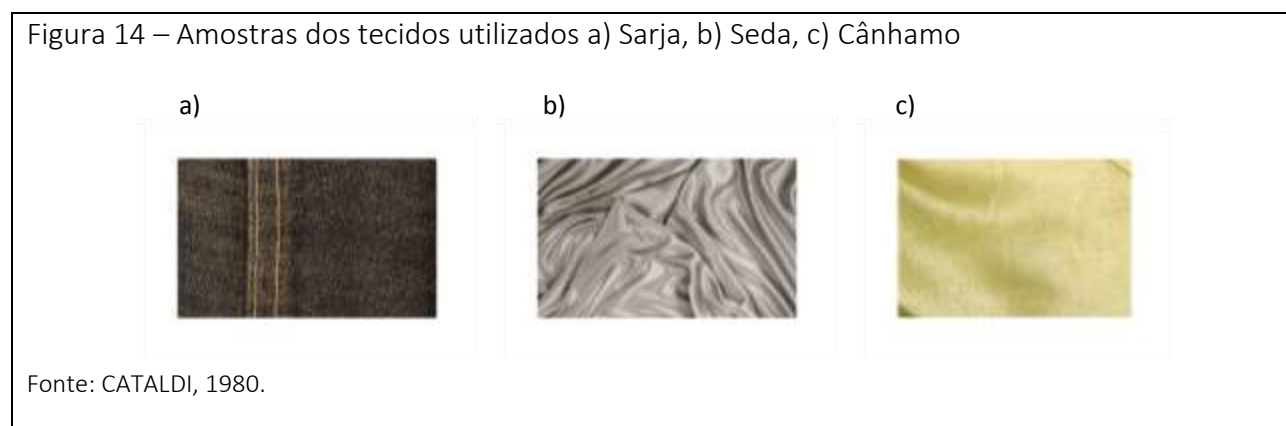 Figura 14 – Amostras dos tecidos utilizados a) Sarja, b) Seda, c) Cânhamo
a) b) c)
Fonte: CATALDI, 1980.